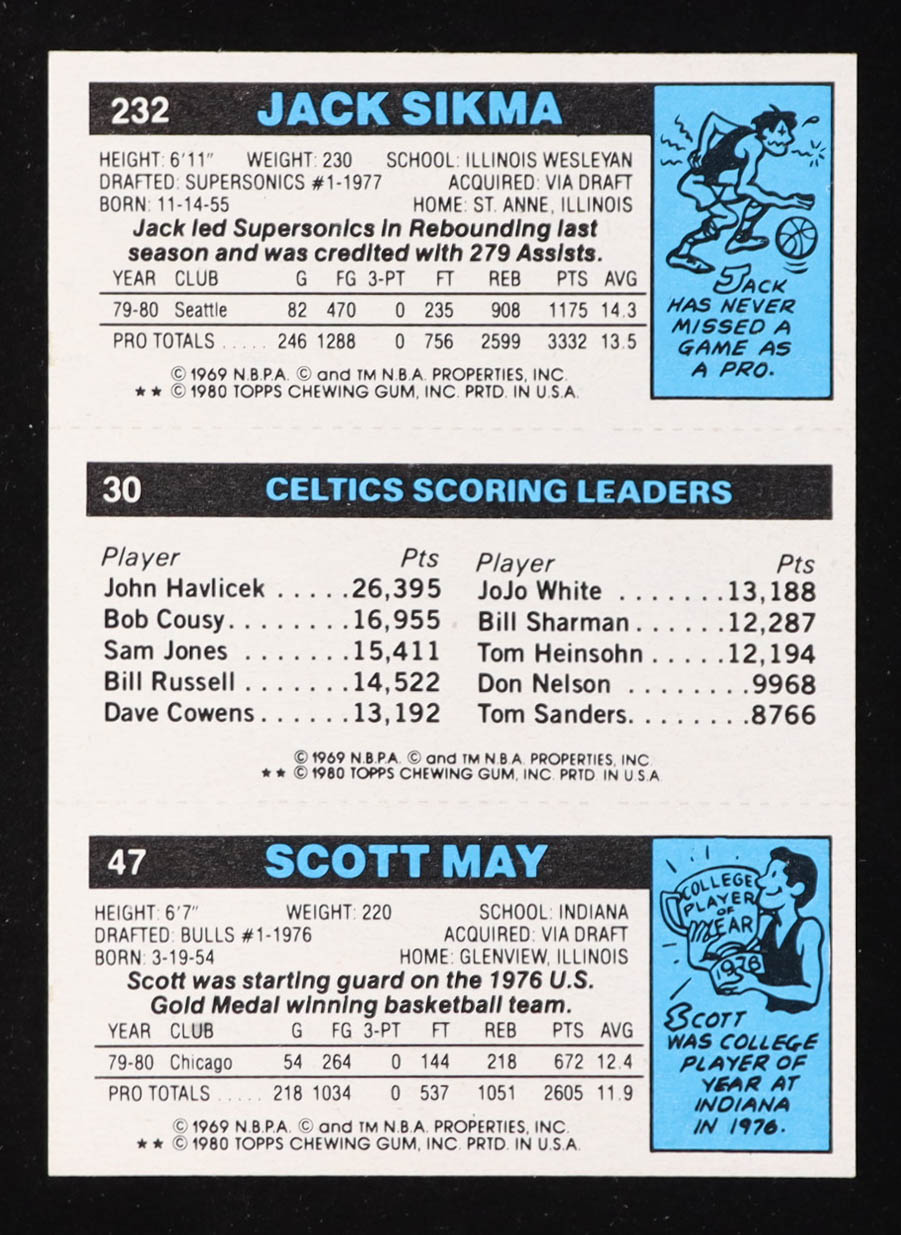 232 JACK SIKMA
HEIGHT: 6'11" WEIGHT: 230 SCHOOL: ILLINOIS WESLEYAN
DRAFTED: SUPERSONICS #1-1977 ACQUIRED: VIA DRAFT
BORN: 11-14-55 HOME: ST. ANNE, ILLINOIS
Jack led Supersonics in Rebounding last
season and was credited with 279 Assists.
YEAR CLUB G FG 3-PT FT REB PTS AVG
79-80 Seattle 82 470 0 235 908 1175 14.3
PRO TOTALS ..... 246 1288 0 756 2599 3332 13.5
© 1969 N.B.P.A. © and TM N.B.A. PROPERTIES, INC.
★★ © 1980 TOPPS CHEWING GUM, INC. PRTD. IN U.S.A.
JACK
HAS NEVER
MISSED A
GAME AS
A PRO.
30 CELTICS SCORING LEADERS
Player Pts
John Havlicek .....26,395
Bob Cousy........16,955
Sam Jones .......15,411
Bill Russell .......14,522
Dave Cowens......13,192
Player Pts
JoJo White .......13,188
Bill Sharman......12,287
Tom Heinsohn .....12,194
Don Nelson ........9968
Tom Sanders........8766
© 1969 N.B.P.A. © and TM N.B.A. PROPERTIES, INC.
★★ © 1980 TOPPS CHEWING GUM, INC. PRTD. IN U.S.A.
47 SCOTT MAY
HEIGHT: 6'7" WEIGHT: 220 SCHOOL: INDIANA
DRAFTED: BULLS #1-1976 ACQUIRED: VIA DRAFT
BORN: 3-19-54 HOME: GLENVIEW, ILLINOIS
Scott was starting guard on the 1976 U.S.
Gold Medal winning basketball team.
YEAR CLUB G FG 3-PT FT REB PTS AVG
79-80 Chicago 54 264 0 144 218 672 12.4
PRO TOTALS ..... 218 1034 0 537 1051 2605 11.9
© 1969 N.B.P.A. © and TM N.B.A. PROPERTIES, INC.
★★ © 1980 TOPPS CHEWING GUM, INC. PRTD. IN U.S.A.
COLLEGE
PLAYER
OF
YEAR
1976
SCOTT
WAS COLLEGE
PLAYER OF
YEAR AT
INDIANA
IN 1976.